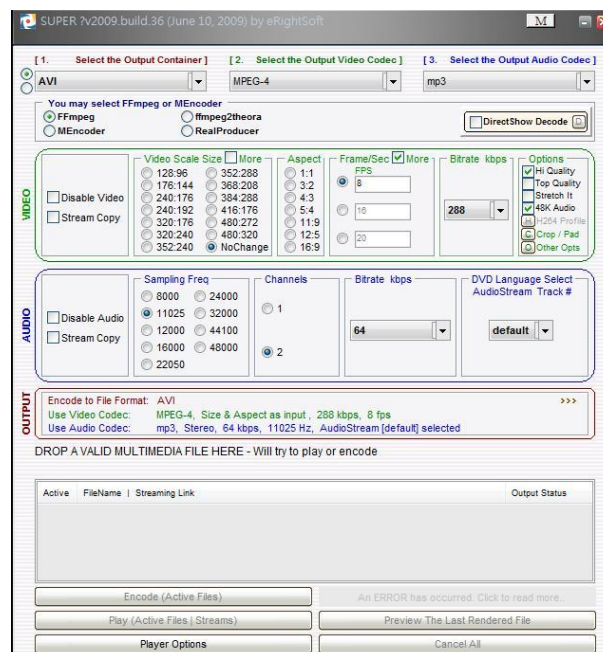 SUPER ?v2009.build.36 (June 10, 2009) by eRightSoft M
[ 1. Select the Output Container ] [ 2. Select the Output Video Codec ] [ 3. Select the Output Audio Codec ]
AVI MPEG-4 mp3
You may select FFmpeg or MEncoder
FFmpeg ffmpeg2theora
MEncoder RealProducer
DirectShow Decode D
VIDEO
Disable Video
Stream Copy
Video Scale Size More
128:96 352:288
176:144 368:208
240:176 384:288
240:192 416:176
320:176 480:272
320:240 480:320
352:240 NoChange
Aspect
1:1
3:2
4:3
5:4
11:9
12:5
16:9
Frame/Sec More
FPS
8
16
20
Bitrate kbps
288
Options
Hi Quality
Top Quality
Stretch It
48K Audio
H H264 Profile
C Crop / Pad
O Other Opts
AUDIO
Disable Audio
Stream Copy
Sampling Freq
8000 24000
11025 32000
12000 44100
16000 48000
22050
Channels
1
2
Bitrate kbps
64
DVD Language Select
AudioStream Track #
default
OUTPUT
Encode to File Format: AVI >>>
Use Video Codec: MPEG-4, Size & Aspect as input , 288 kbps, 8 fps
Use Audio Codec: mp3, Stereo, 64 kbps, 11025 Hz, AudioStream [default] selected
DROP A VALID MULTIMEDIA FILE HERE - Will try to play or encode
Active FileName | Streaming Link Output Status
Encode (Active Files) An ERROR has occurred. Click to read more..
Play (Active Files | Streams) Preview The Last Rendered File
Player Options Cancel All